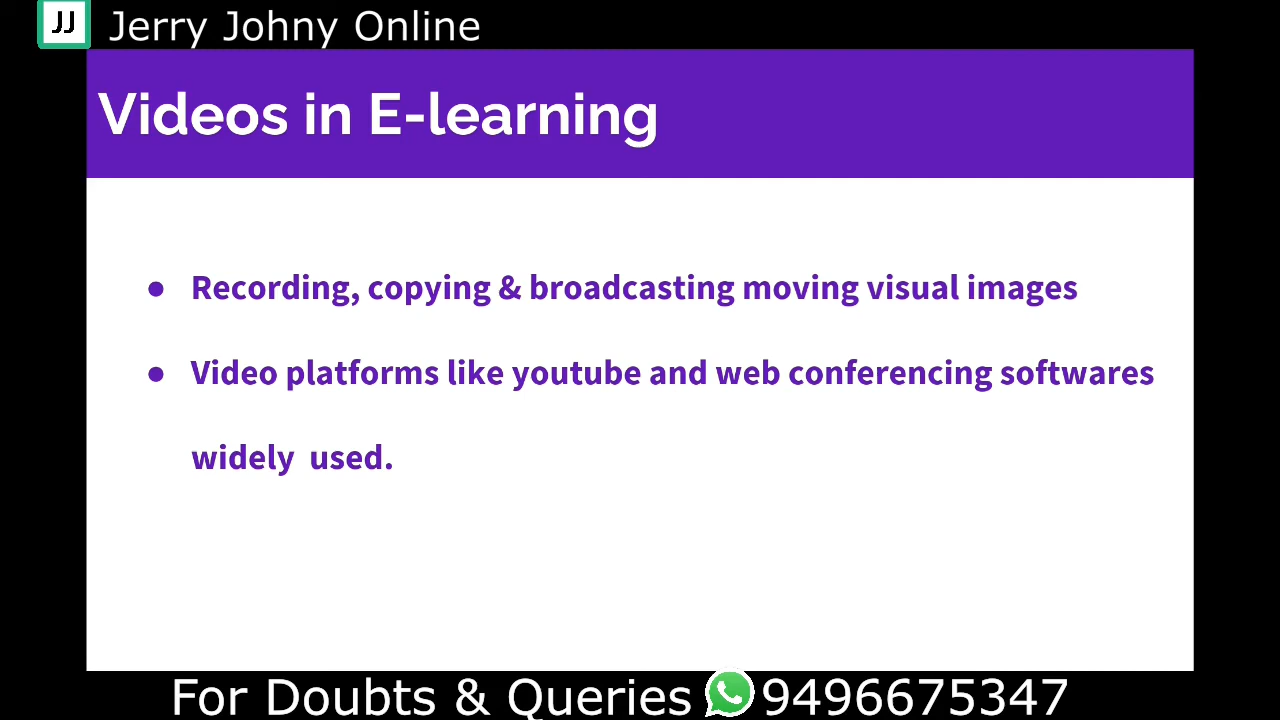 JJ Jerry Johny Online
Videos in E-learning
● Recording, copying & broadcasting moving visual images
● Video platforms like youtube and web conferencing softwares
widely used.
For Doubts & Queries 9496675347